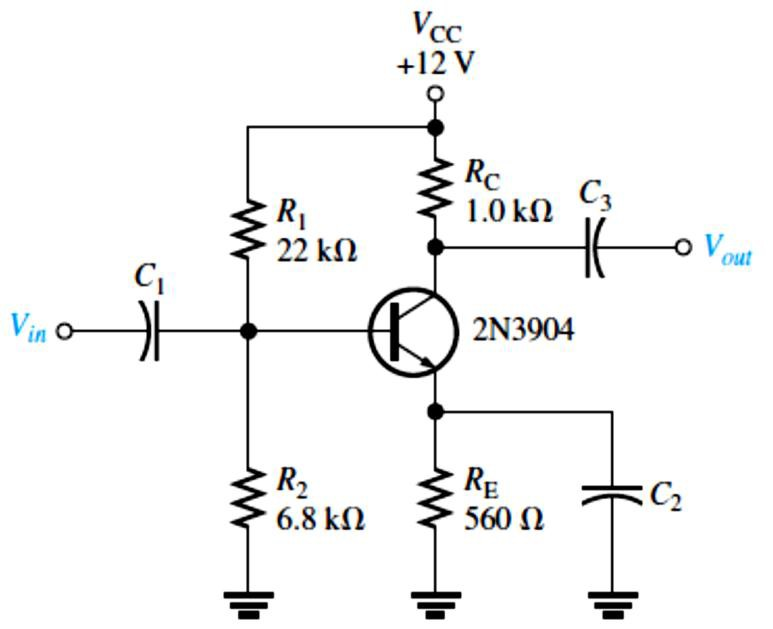 V_CC
+12 V
R_C
1.0 kΩ
C_3
R_1
22 kΩ
V_out
C_1
V_in
2N3904
R_2
6.8 kΩ
R_E
560 Ω
C_2